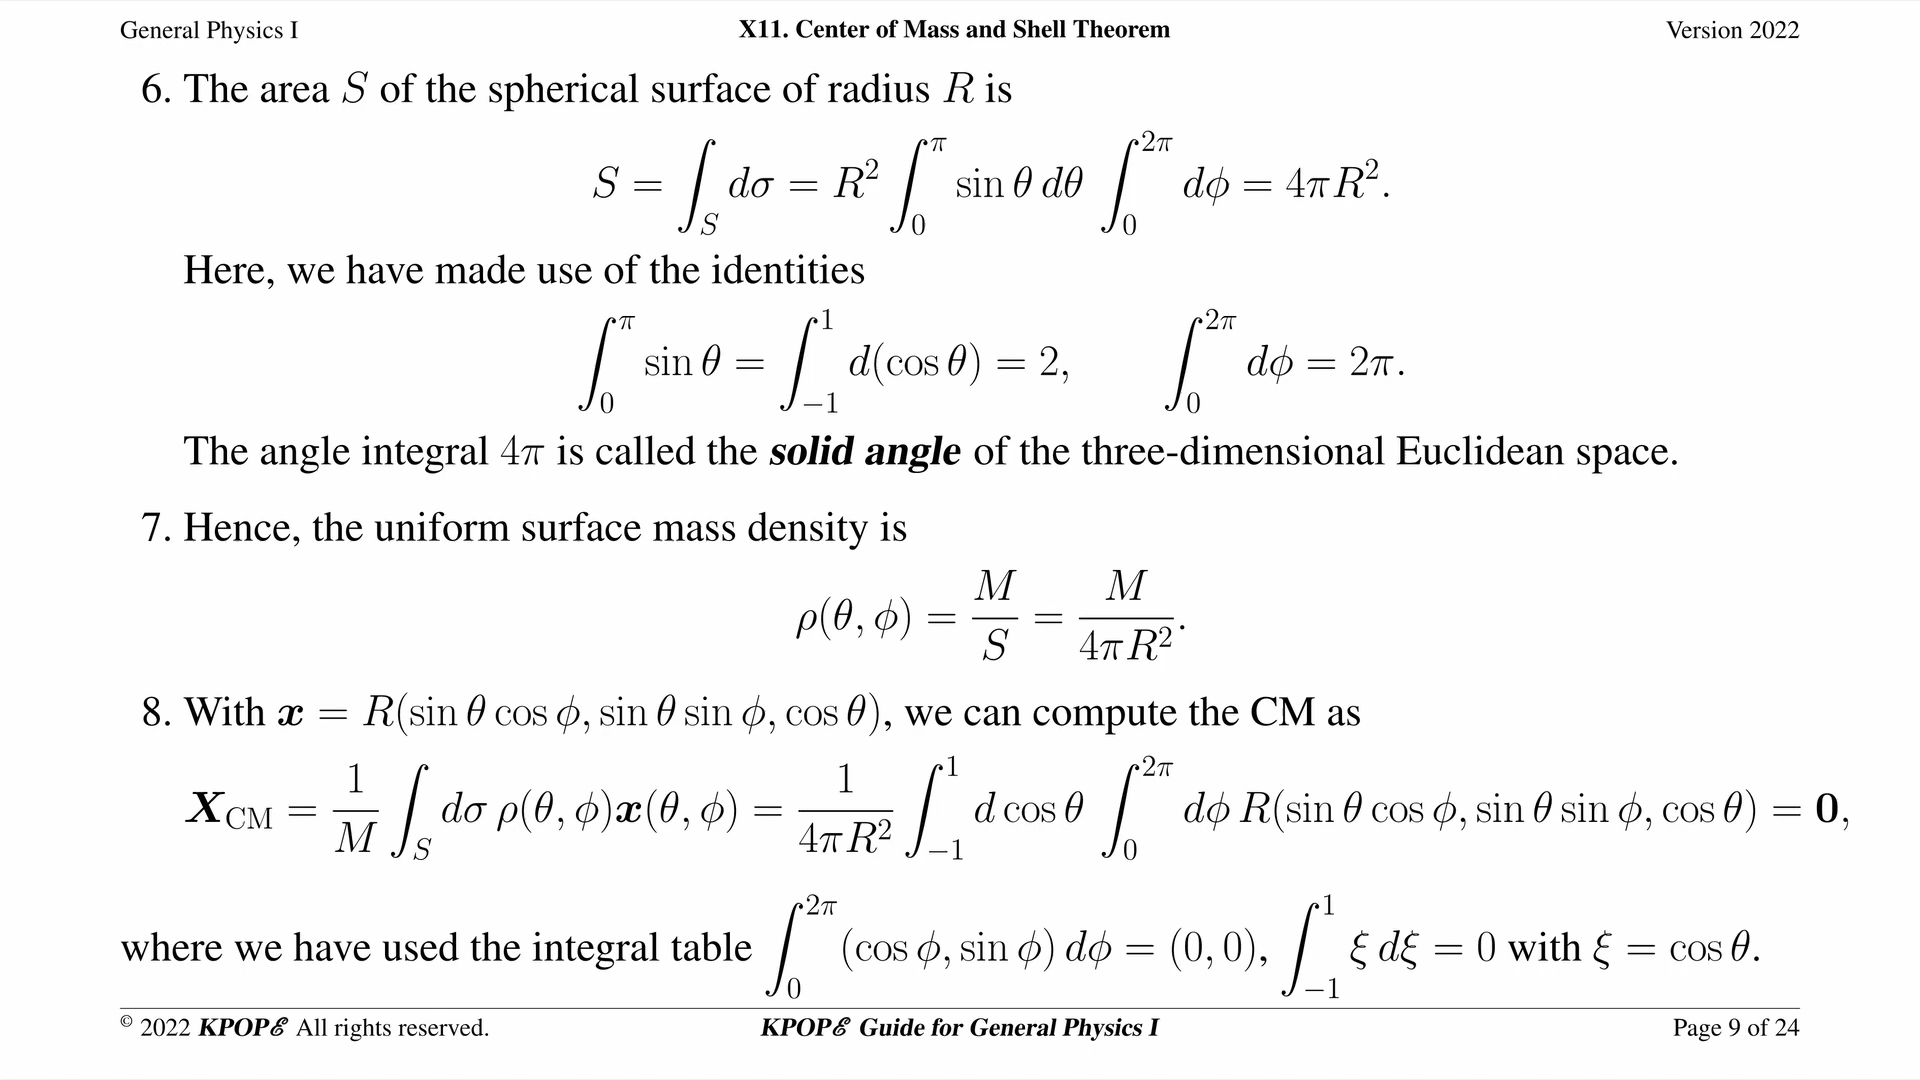 General Physics I X11. Center of Mass and Shell Theorem Version 2022
6. The area S of the spherical surface of radius R is
S = ∫_S dσ = R² ∫_0^π sin θ dθ ∫_0^{2π} dϕ = 4πR².
Here, we have made use of the identities
∫_0^π sin θ = ∫_{−1}^1 d(cos θ) = 2, ∫_0^{2π} dϕ = 2π.
The angle integral 4π is called the solid angle of the three-dimensional Euclidean space.
7. Hence, the uniform surface mass density is
ρ(θ, ϕ) = M/S = M/4πR².
8. With x = R(sin θ cos ϕ, sin θ sin ϕ, cos θ), we can compute the CM as
X_CM = 1/M ∫_S dσ ρ(θ, ϕ)x(θ, ϕ) = 1/4πR² ∫_{−1}^1 d cos θ ∫_0^{2π} dϕ R(sin θ cos ϕ, sin θ sin ϕ, cos θ) = 0,
where we have used the integral table ∫_0^{2π} (cos ϕ, sin ϕ) dϕ = (0, 0), ∫_{−1}^1 ξ dξ = 0 with ξ = cos θ.
© 2022 KPOPℰ All rights reserved. KPOPℰ Guide for General Physics I Page 9 of 24